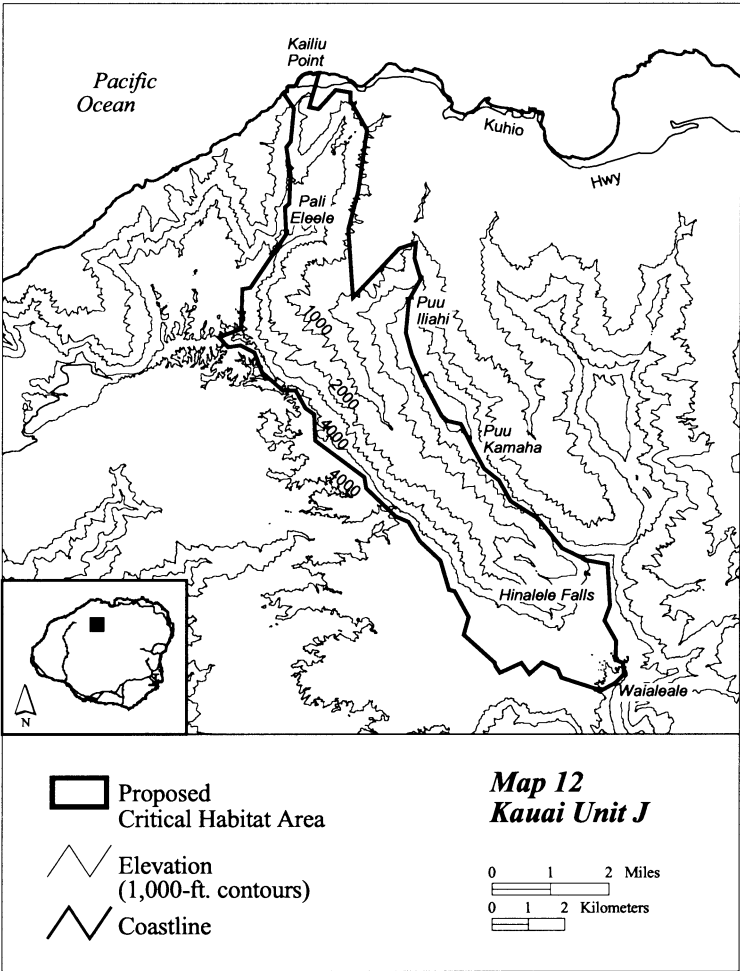 Kailiu
Point
Pacific
Ocean
Kuhio
Hwy
Pali
Eleele
Puu
Iliahi
1000
2000
4000
4000
Puu
Kamaha
Hinalele Falls
Waialeale
N
Proposed
Critical Habitat Area
Elevation
(1,000-ft. contours)
Coastline
Map 12
Kauai Unit J
0 1 2 Miles
0 1 2 Kilometers